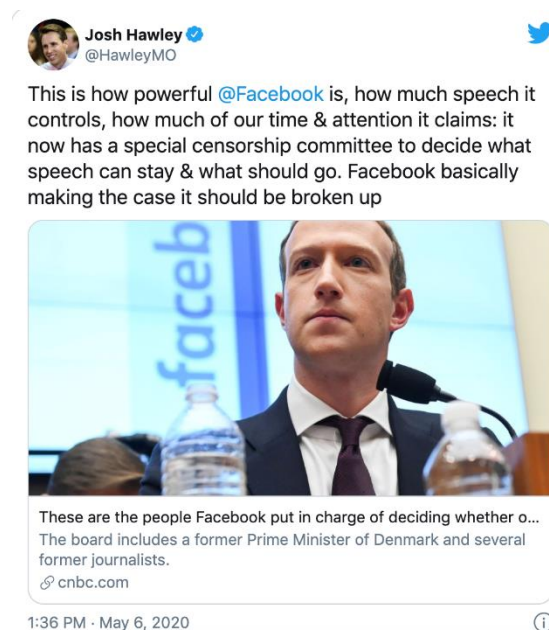 Josh Hawley
@HawleyMO
This is how powerful @Facebook is, how much speech it
controls, how much of our time & attention it claims: it
now has a special censorship committee to decide what
speech can stay & what should go. Facebook basically
making the case it should be broken up
faceb
These are the people Facebook put in charge of deciding whether o...
The board includes a former Prime Minister of Denmark and several
former journalists.
cnbc.com
1:36 PM · May 6, 2020